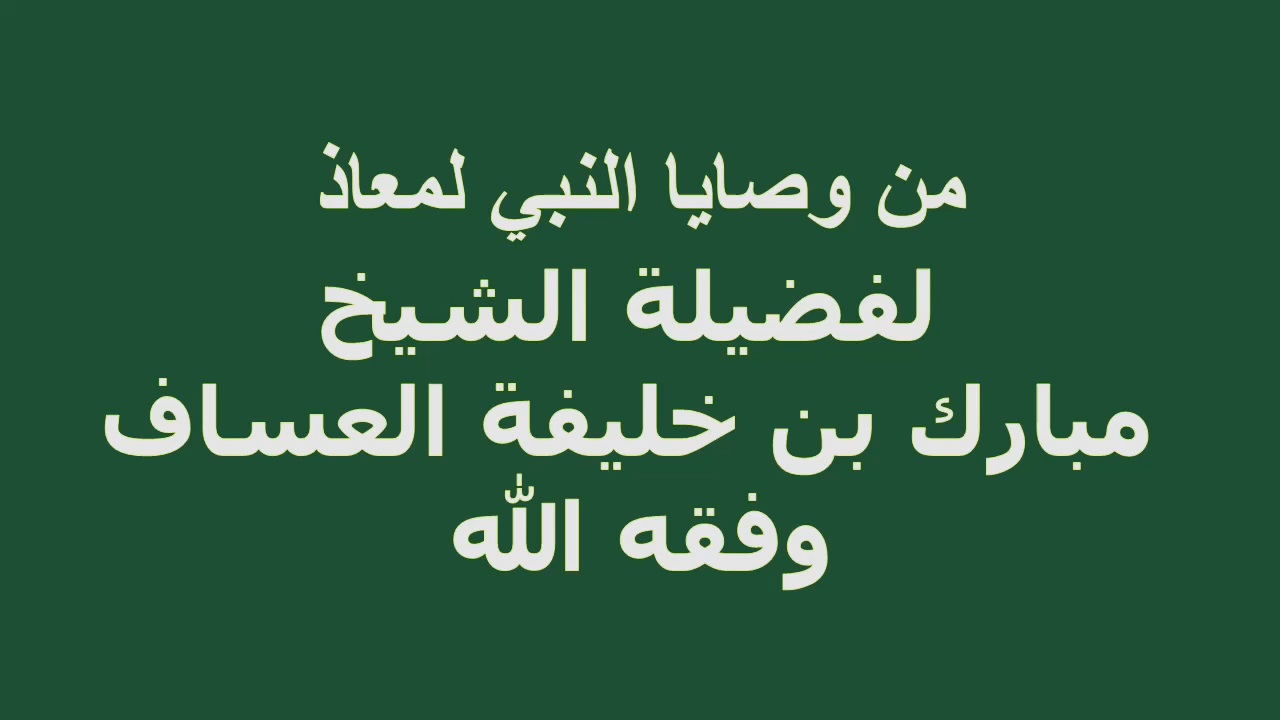 من وصايا النبي لمعاذ
لفضيلة الشيخ
مبارك بن خليفة العساف
وفقه الله